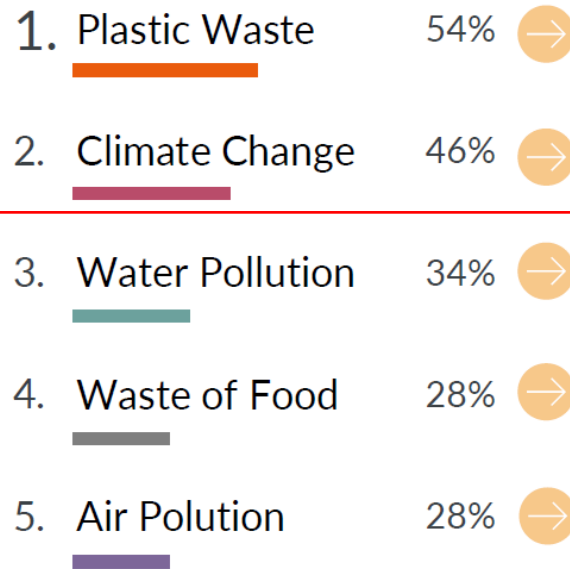 1. Plastic Waste 54%
2. Climate Change 46%
3. Water Pollution 34%
4. Waste of Food 28%
5. Air Polution 28%